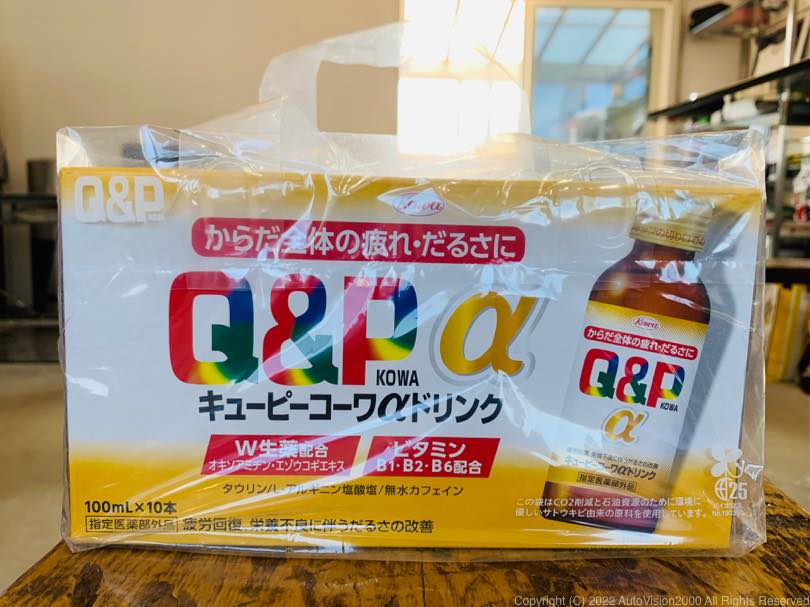 Q&P
Kowa
からだ全体の疲れ・だるさに
Q&P α
KOWA
キューピーコーワαドリンク
W生薬配合
オキソアミヂン・エゾウコギエキス
ビタミン
B1・B2・B6配合
タウリン/L-アルギニン塩酸塩/無水カフェイン
100mL×10本
指定医薬部外品 疲労回復、栄養不良に伴うだるさの改善
Kowa
からだ全体の疲れ・だるさに
Q&P
KOWA
α
キューピーコーワαドリンク
指定医薬部外品
この袋はCO2削減と石油資源のために環境に
優しいサトウキビ由来の原料を使用しています。
25
Copyright (C) 2022 AutoVision2000 All Rights Reserved